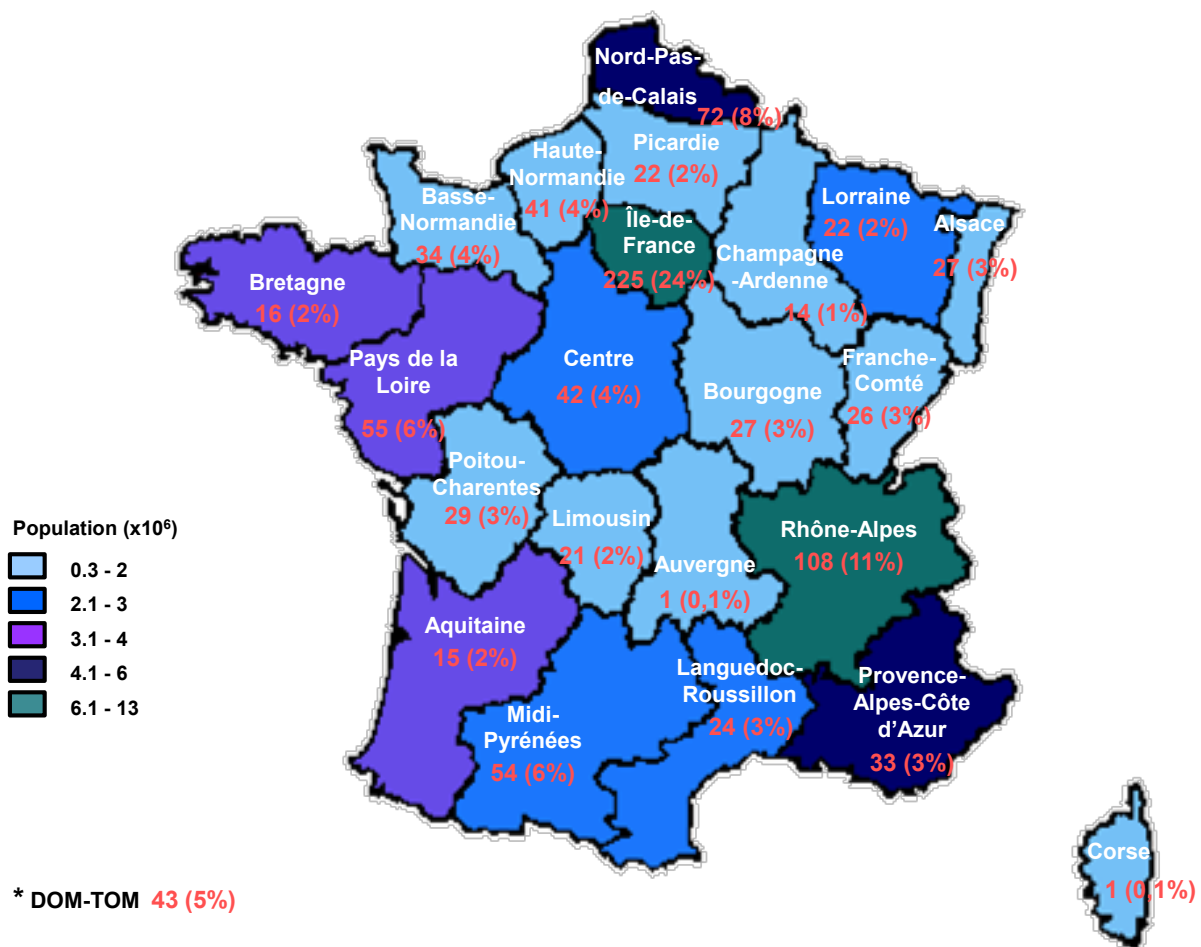 Nord-Pas-
de-Calais
72 (8%)
Picardie
22 (2%)
Haute-
Normandie
41 (4%)
Basse-
Normandie
34 (4%)
Île-de-
France
225 (24%)
Champagne
-Ardenne
14 (1%)
Lorraine
22 (2%)
Alsace
27 (3%)
Bretagne
16 (2%)
Pays de la
Loire
55 (6%)
Centre
42 (4%)
Bourgogne
27 (3%)
Franche-
Comté
26 (3%)
Poitou-
Charentes
29 (3%)
Limousin
21 (2%)
Auvergne
1 (0,1%)
Rhône-Alpes
108 (11%)
Aquitaine
15 (2%)
Midi-
Pyrénées
54 (6%)
Languedoc-
Roussillon
24 (3%)
Provence-
Alpes-Côte
d’Azur
33 (3%)
Corse
1 (0,1%)
Population (x10⁶)
0.3 - 2
2.1 - 3
3.1 - 4
4.1 - 6
6.1 - 13
* DOM-TOM 43 (5%)